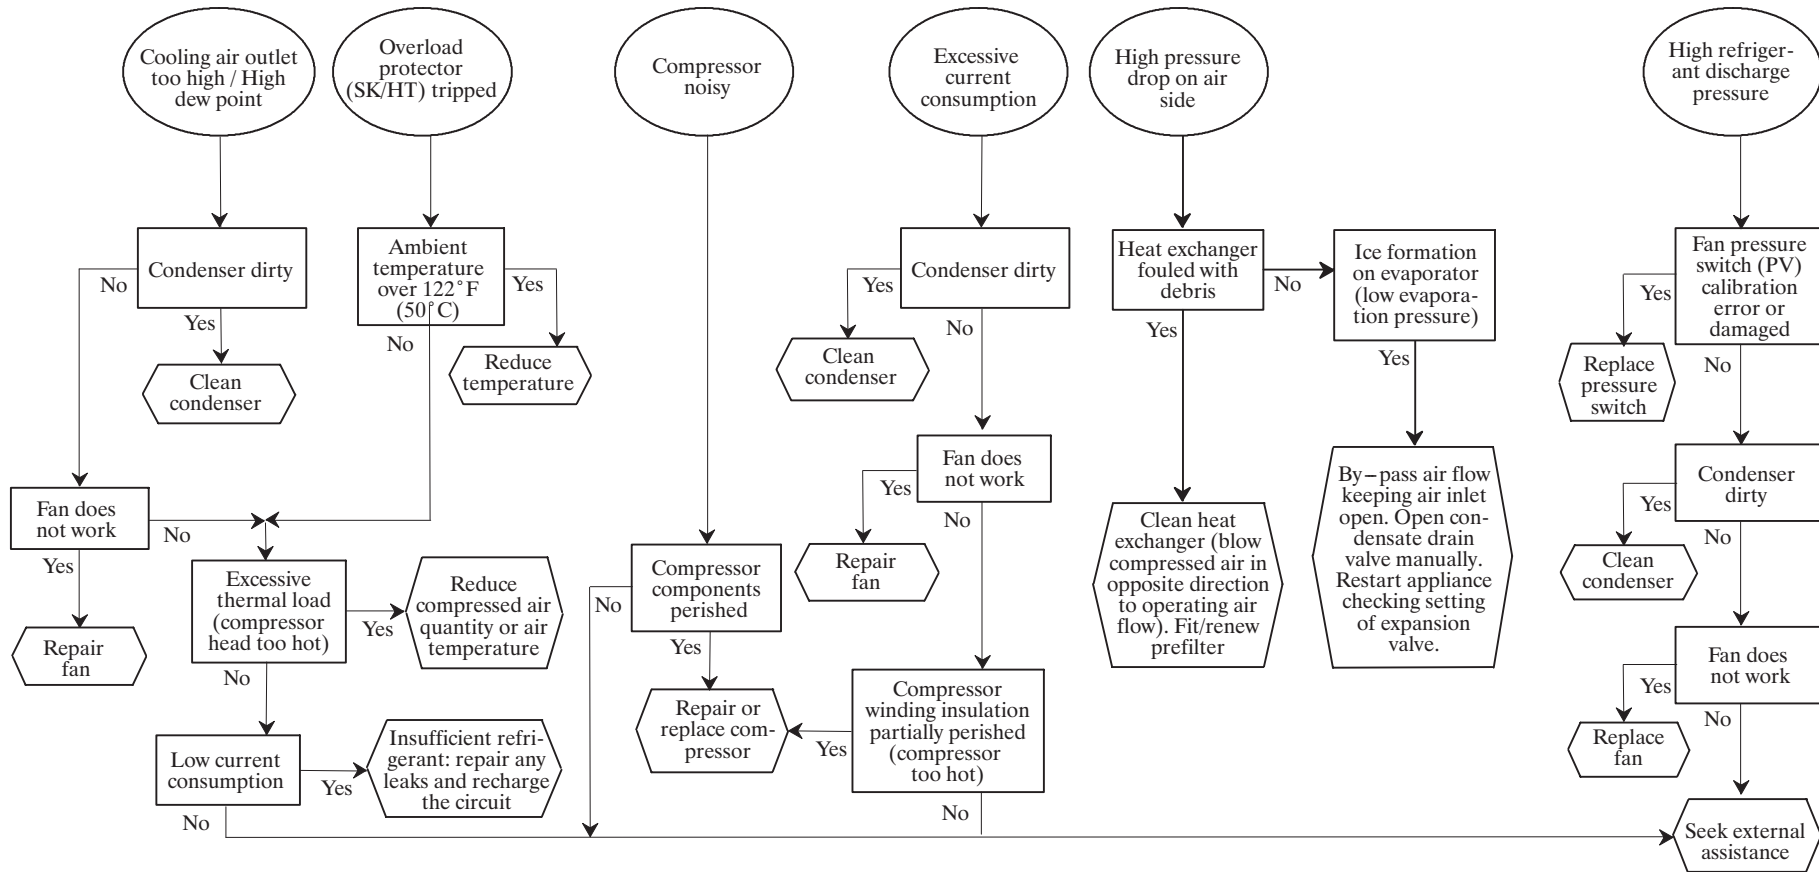 Cooling air outlet
too high / High
dew point
Overload
protector
(SK/HT) tripped
Compressor
noisy
Excessive
current
consumption
High pressure
drop on air
side
High refriger-
ant discharge
pressure
Condenser dirty
No
Yes
Clean
condenser
Fan does
not work
No
Yes
Repair
fan
Ambient
temperature
over 122°F
(50°C)
Yes
No
Reduce
temperature
Excessive
thermal load
(compressor
head too hot)
Yes
No
Reduce
compressed air
quantity or air
temperature
Low current
consumption
Yes
No
Insufficient refri-
gerant: repair any
leaks and recharge
the circuit
Compressor
components
perished
No
Yes
Repair or
replace com-
pressor
Condenser dirty
Yes
No
Clean
condenser
Fan does
not work
Yes
No
Repair
fan
Compressor
winding insulation
partially perished
(compressor
too hot)
Yes
No
Heat exchanger
fouled with
debris
No
Yes
Clean heat
exchanger (blow
compressed air in
opposite direction
to operating air
flow). Fit/renew
prefilter
Ice formation
on evaporator
(low evapora-
tion pressure)
Yes
By-pass air flow
keeping air inlet
open. Open con-
densate drain
valve manually.
Restart appliance
checking setting
of expansion
valve.
Fan pressure
switch (PV)
calibration
error or
damaged
Yes
No
Replace
pressure
switch
Condenser
dirty
Yes
No
Clean
condenser
Fan does
not work
Yes
No
Replace
fan
Seek external
assistance